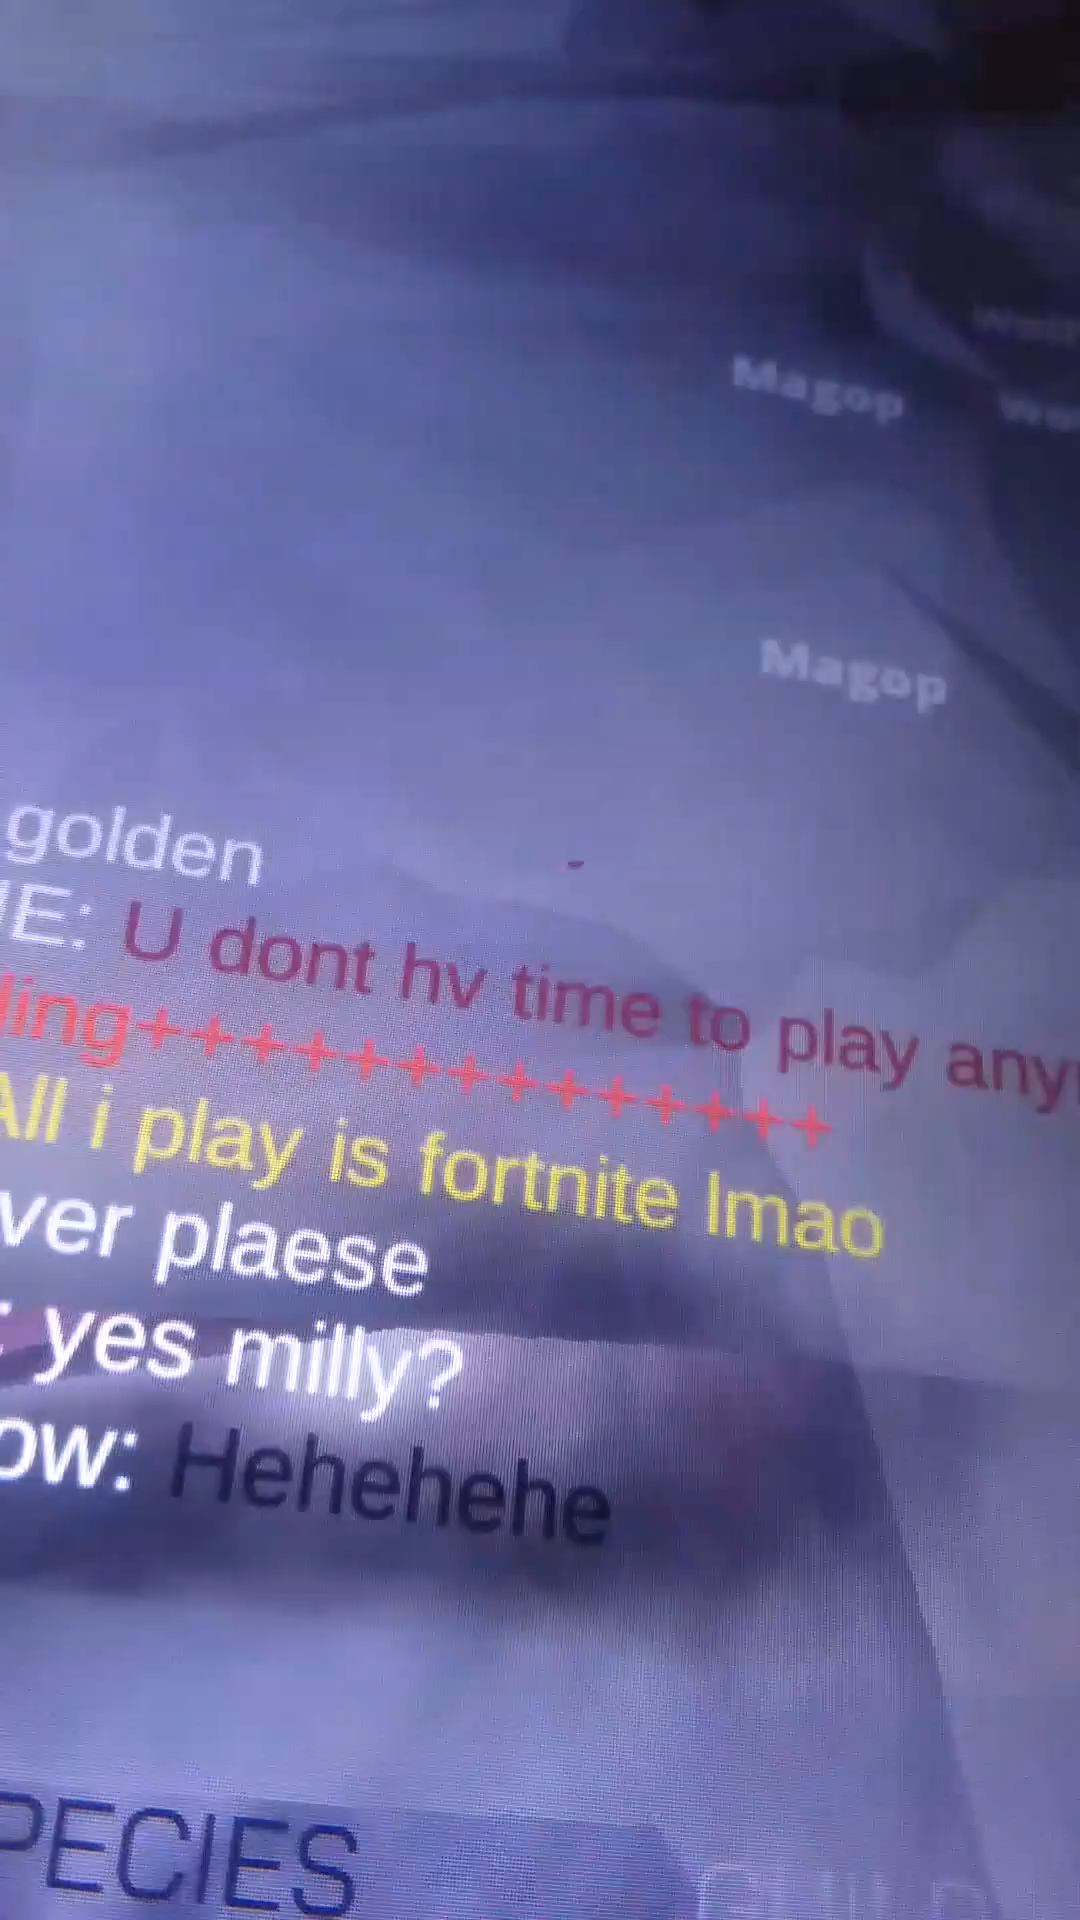 Magop
Magop
golden
E: U dont hv time to play any
ling++++++++++++++
All i play is fortnite lmao
ver plaese
: yes milly?
ow: Hehehehe
PECIES